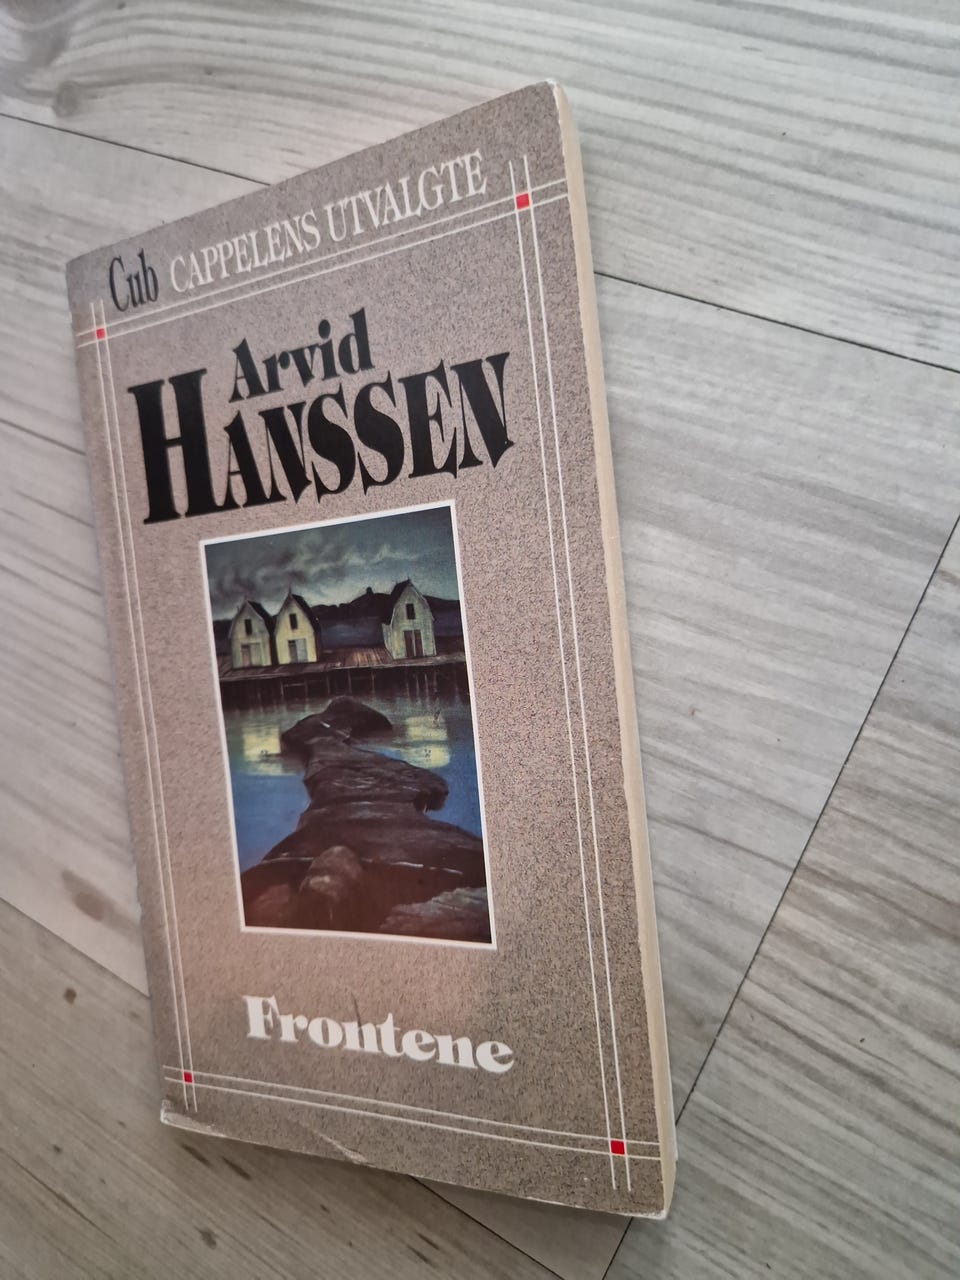 Cub CAPPELENS UTVALGTE
Arvid
HANSSEN
Frontene